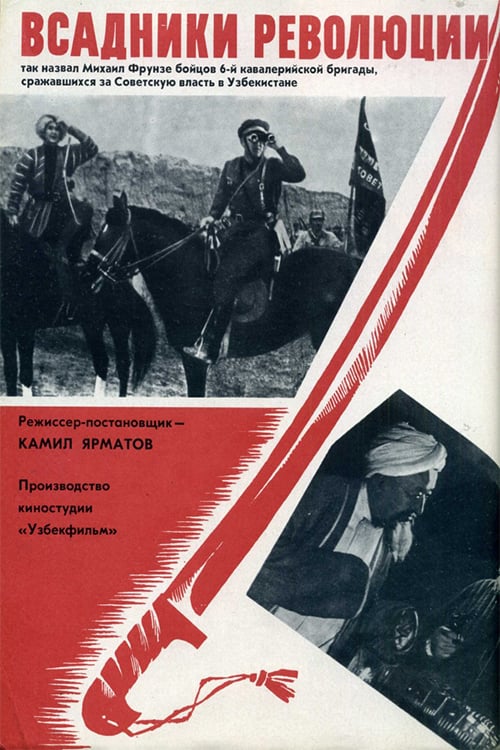 ВСАДНИКИ РЕВОЛЮЦИИ
так назвал Михаил Фрунзе бойцов 6-й кавалерийской бригады,
сражавшихся за Советскую власть в Узбекистане
Режиссер-постановщик —
КАМИЛ ЯРМАТОВ
Производство
киностудии
«Узбекфильм»